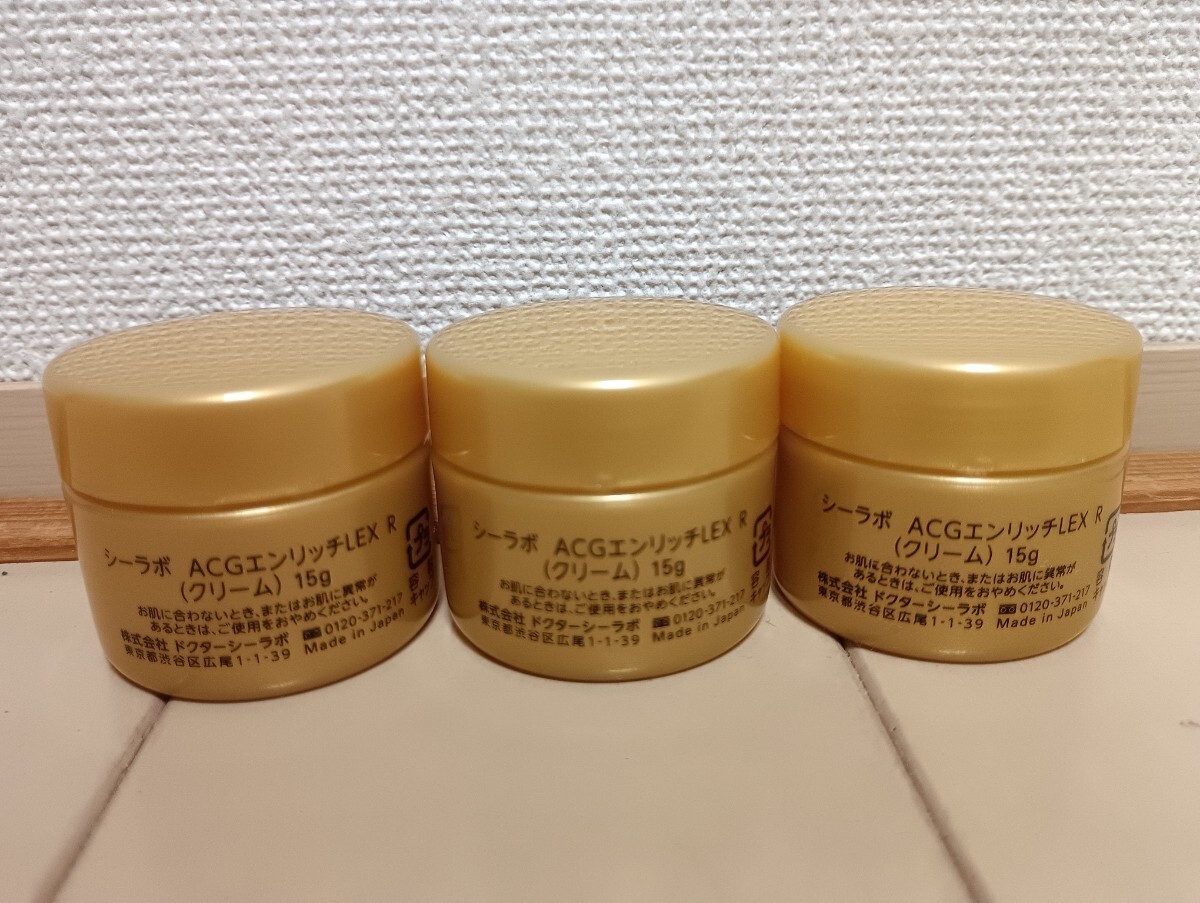 シーラボ ACGエンリッチLEX R
(クリーム) 15g
お肌に合わないとき、またはお肌に異常が
あるときは、ご使用をおやめください。
株式会社 ドクターシーラボ 0120-371-217
東京都渋谷区広尾1-1-39 Made in Japan
シーラボ ACGエンリッチLEX R
(クリーム) 15g
お肌に合わないとき、またはお肌に異常が
あるときは、ご使用をおやめください。
株式会社 ドクターシーラボ 0120-371-217
東京都渋谷区広尾1-1-39 Made in Japan
シーラボ ACGエンリッチLEX R
(クリーム) 15g
お肌に合わないとき、またはお肌に異常が
あるときは、ご使用をおやめください。
株式会社 ドクターシーラボ 0120-371-217
東京都渋谷区広尾1-1-39 Made in Japan